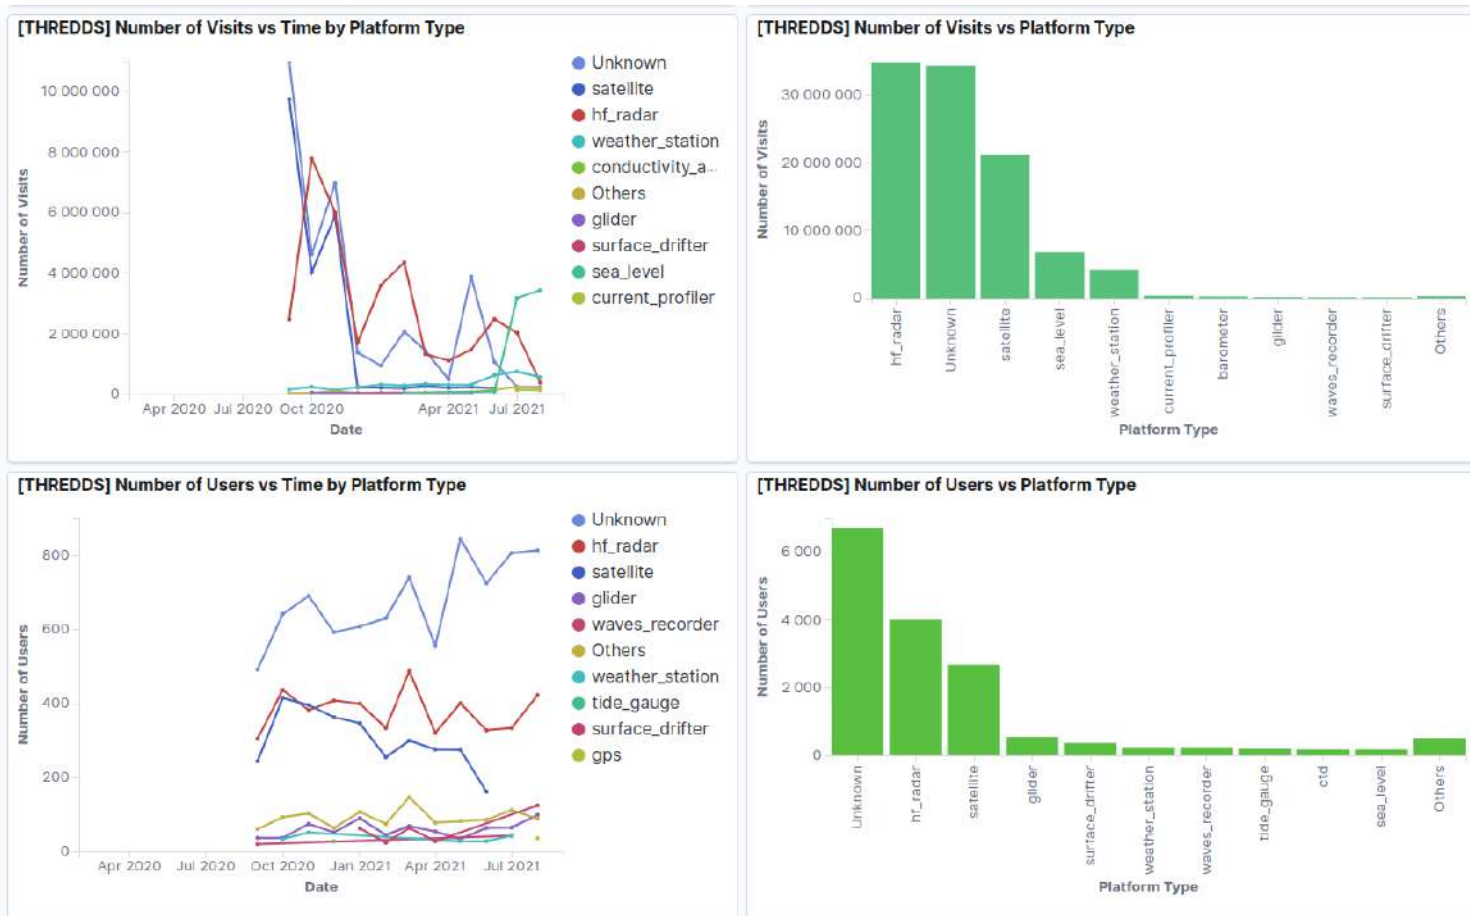 [THREDDS] Number of Visits vs Time by Platform Type
Number of Visits
10 000 000
8 000 000
6 000 000
4 000 000
2 000 000
0
Apr 2020 Jul 2020 Oct 2020 Apr 2021 Jul 2021
Date
Unknown
satellite
hf_radar
weather_station
conductivity_a...
Others
glider
surface_drifter
sea_level
current_profiler
[THREDDS] Number of Visits vs Platform Type
Number of Visits
30 000 000
20 000 000
10 000 000
0
hf_radar
Unknown
satellite
sea_level
weather_station
current_profiler
barometer
glider
waves_recorder
surface_drifter
Others
Platform Type
[THREDDS] Number of Users vs Time by Platform Type
Number of Users
800
600
400
200
0
Apr 2020 Jul 2020 Oct 2020 Jan 2021 Apr 2021 Jul 2021
Date
Unknown
hf_radar
satellite
glider
waves_recorder
Others
weather_station
tide_gauge
surface_drifter
gps
[THREDDS] Number of Users vs Platform Type
Number of Users
6 000
4 000
2 000
0
Unknown
hf_radar
satellite
glider
surface_drifter
weather_station
waves_recorder
tide_gauge
ctd
sea_level
Others
Platform Type